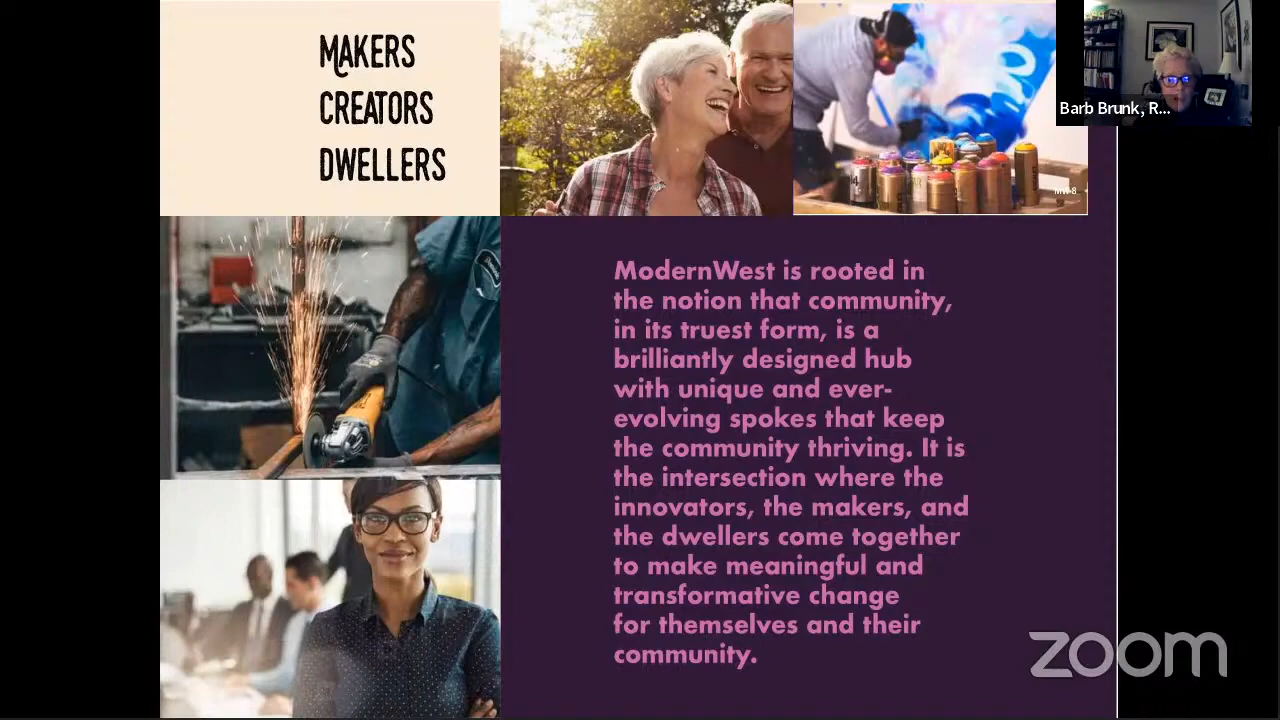 MAKERS
CREATORS
DWELLERS
Barb Brunk, R...
MW-8
ModernWest is rooted in
the notion that community,
in its truest form, is a
brilliantly designed hub
with unique and ever-
evolving spokes that keep
the community thriving. It is
the intersection where the
innovators, the makers, and
the dwellers come together
to make meaningful and
transformative change
for themselves and their
community.
zoom